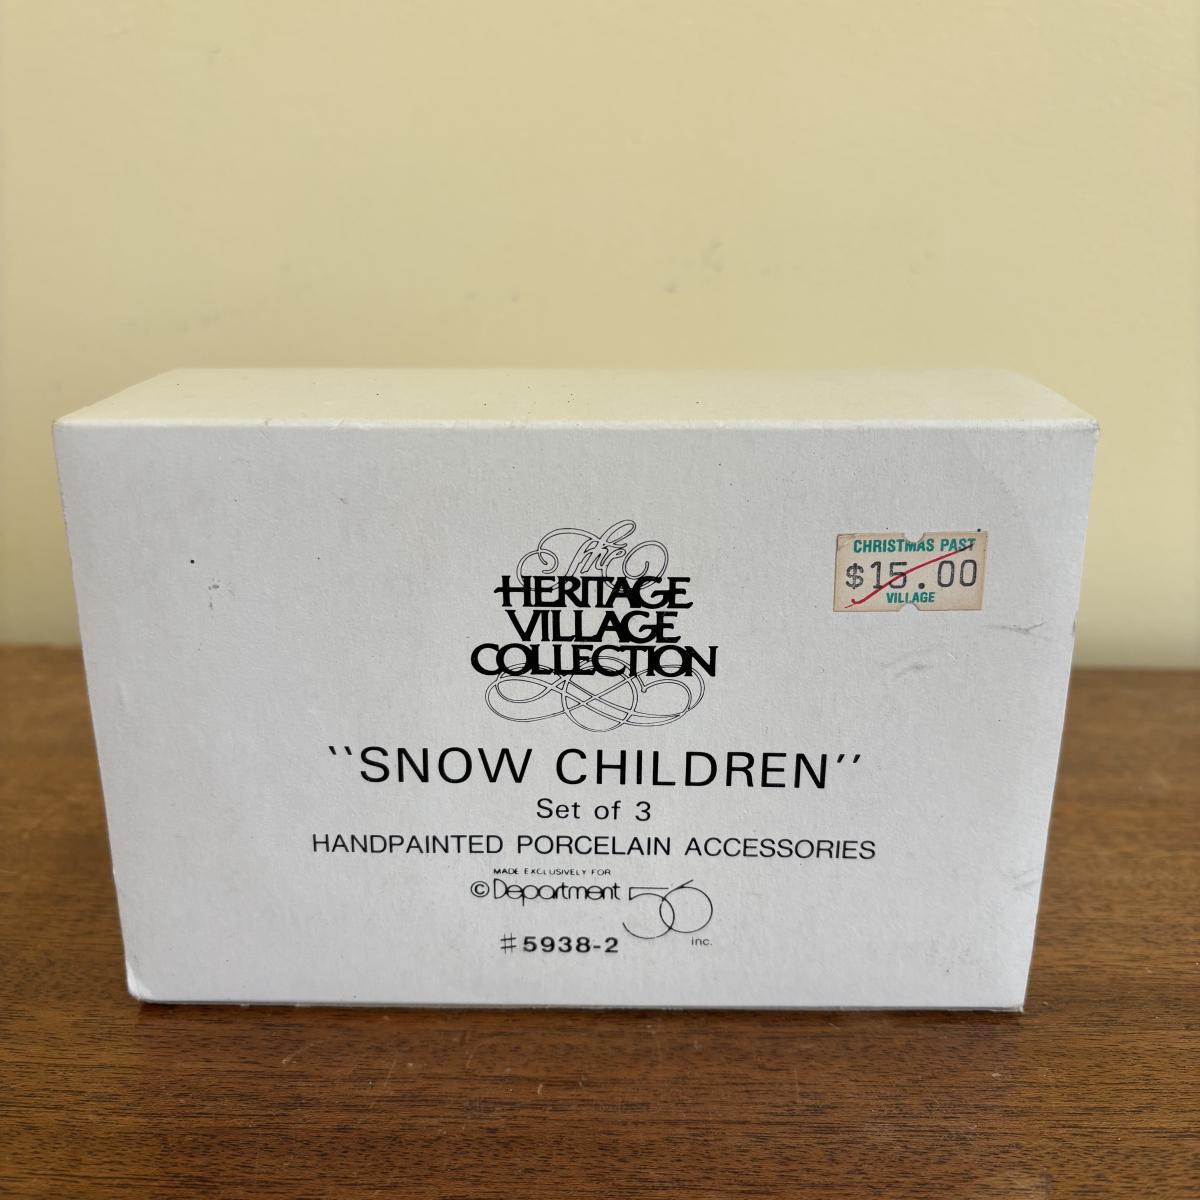 The
HERITAGE
VILLAGE
COLLECTION
"SNOW CHILDREN"
Set of 3
HANDPAINTED PORCELAIN ACCESSORIES
MADE EXCLUSIVELY FOR
©Department 56 inc.
#5938-2
CHRISTMAS PAST
$15.00
VILLAGE